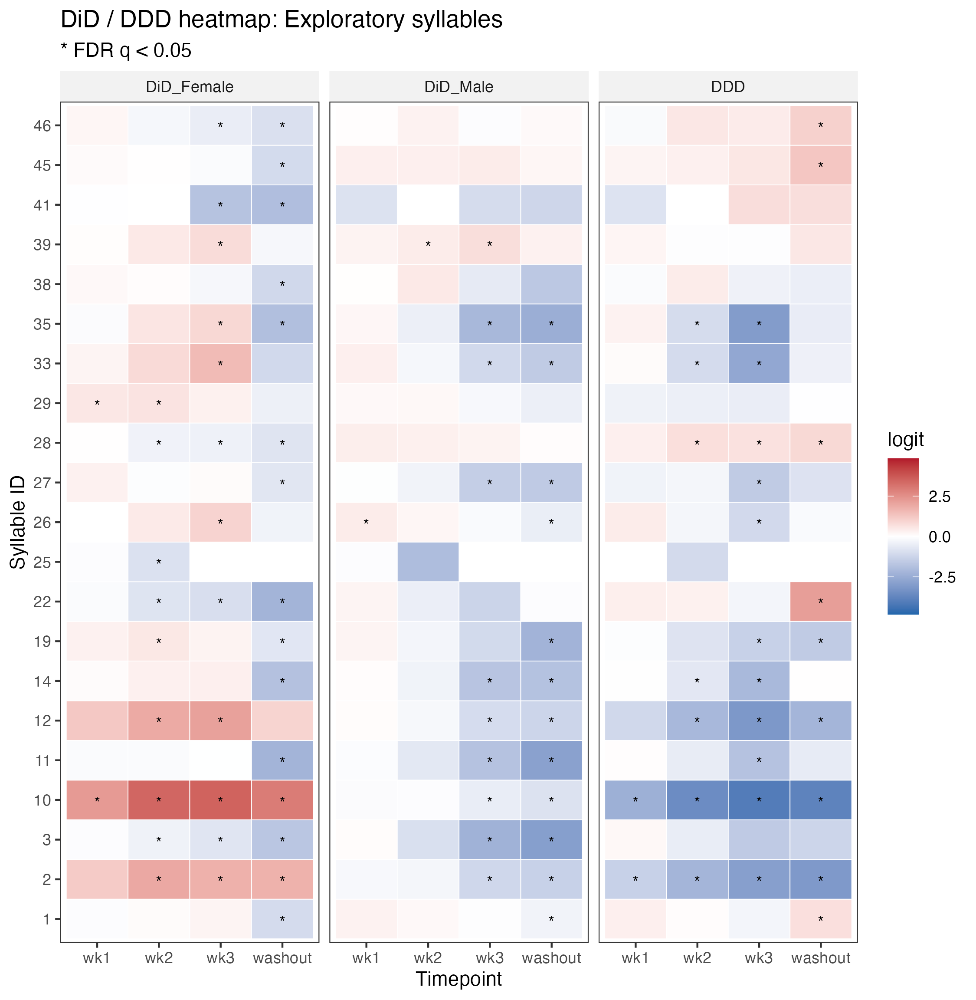 DiD / DDD heatmap: Exploratory syllables
* FDR q < 0.05
DiD_Female
DiD_Male
DDD
Syllable ID
46
* * *
45
* *
41
* *
39
* * *
38
*
35
* * * * * *
33
* * * * *
29
* *
28
* * * * * *
27
* * * *
26
* * * *
25
*
22
* * * *
19
* * * * *
14
* * * * *
12
* * * * * * *
11
* * * *
10
* * * * * * * * * *
3
* * * * *
2
* * * * * * * * *
1
* * *
wk1 wk2 wk3 washout wk1 wk2 wk3 washout wk1 wk2 wk3 washout
Timepoint
logit
2.5
0.0
-2.5